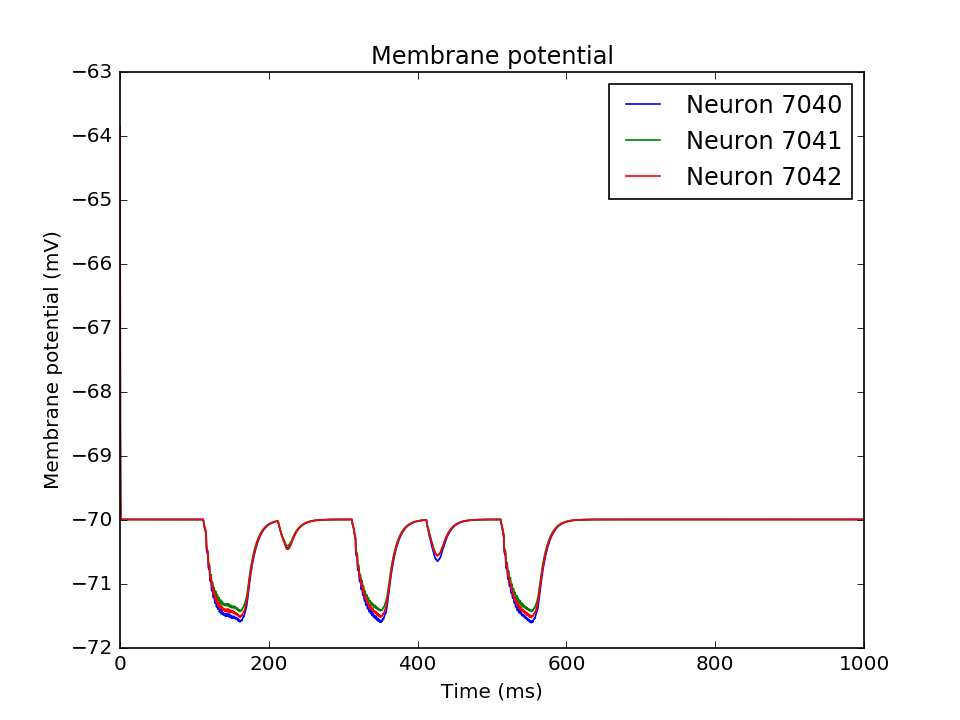 Membrane potential
−63
−64
−65
−66
−67
−68
−69
−70
−71
−72
Membrane potential (mV)
Neuron 7040
Neuron 7041
Neuron 7042
0 200 400 600 800 1000
Time (ms)